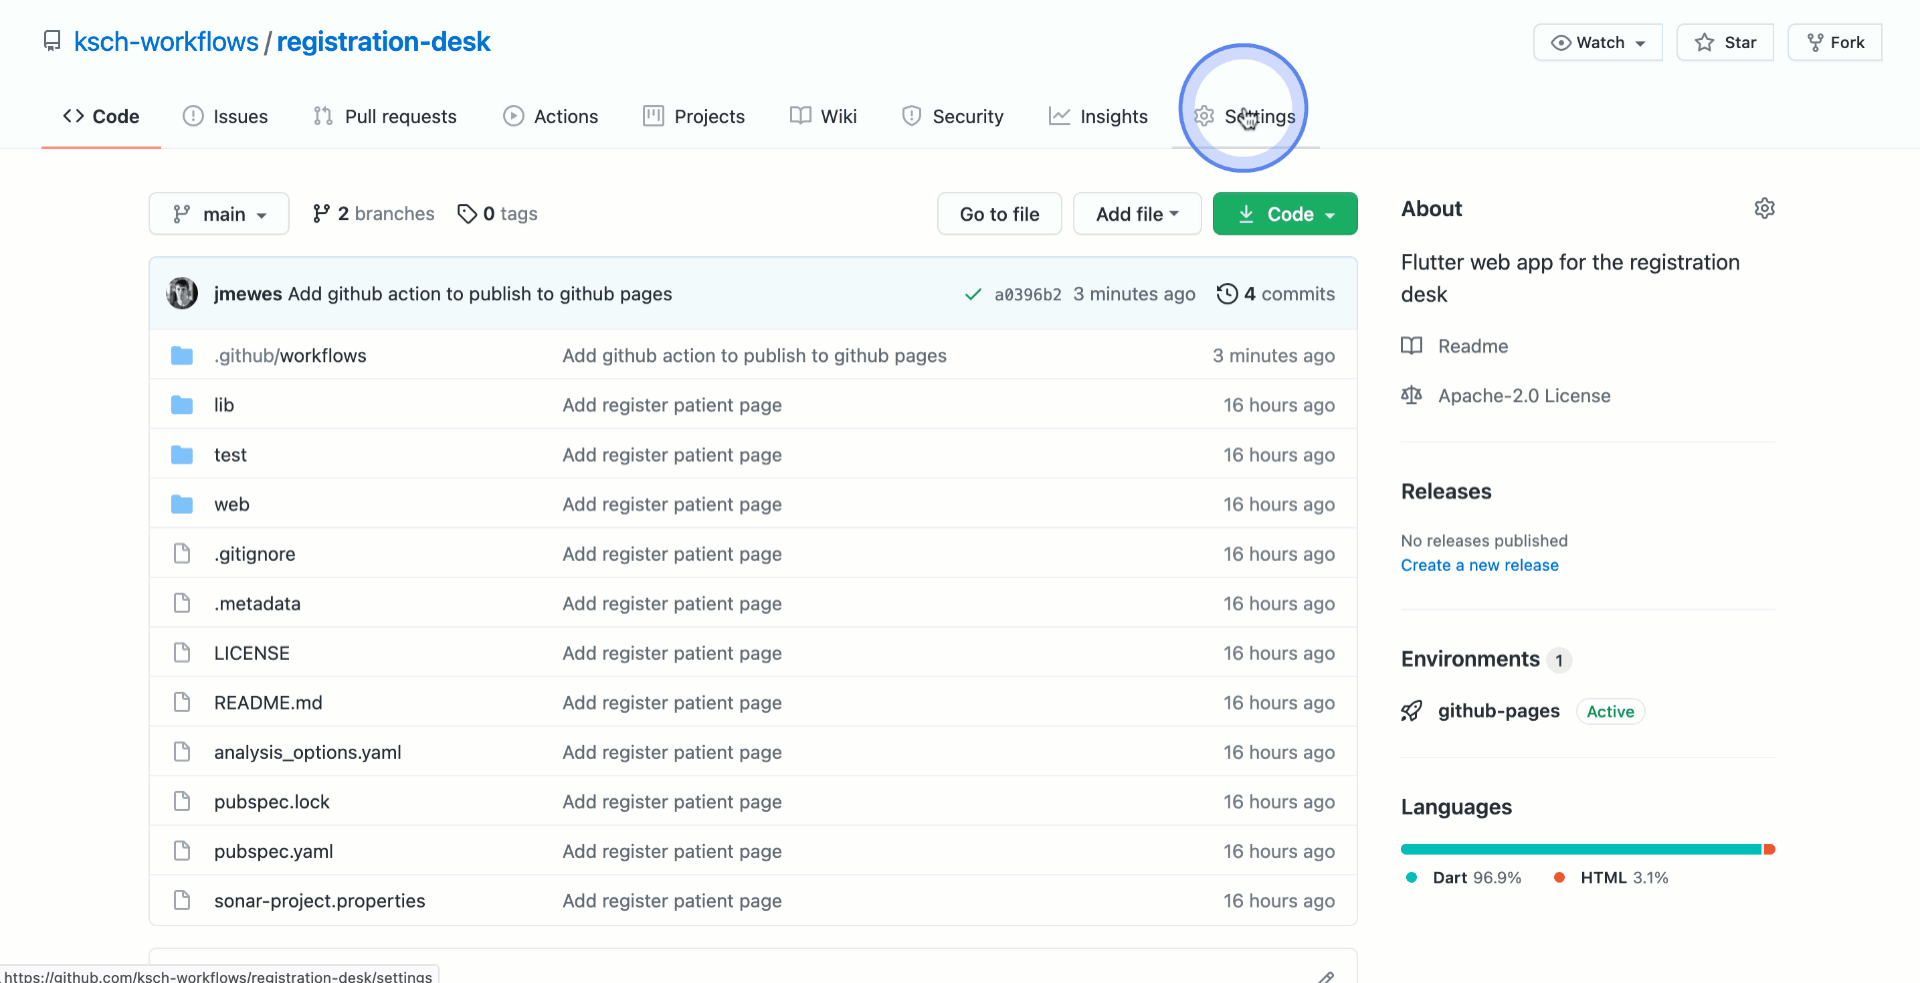 ksch-workflows / registration-desk
Watch
Star
Fork
Code
Issues
Pull requests
Actions
Projects
Wiki
Security
Insights
Settings
main
2 branches
0 tags
Go to file
Add file
Code
jmewes Add github action to publish to github pages
a0396b2 3 minutes ago
4 commits
.github/workflows Add github action to publish to github pages 3 minutes ago
lib Add register patient page 16 hours ago
test Add register patient page 16 hours ago
web Add register patient page 16 hours ago
.gitignore Add register patient page 16 hours ago
.metadata Add register patient page 16 hours ago
LICENSE Add register patient page 16 hours ago
README.md Add register patient page 16 hours ago
analysis_options.yaml Add register patient page 16 hours ago
pubspec.lock Add register patient page 16 hours ago
pubspec.yaml Add register patient page 16 hours ago
sonar-project.properties Add register patient page 16 hours ago
About
Flutter web app for the registration
desk
Readme
Apache-2.0 License
Releases
No releases published
Create a new release
Environments 1
github-pages Active
Languages
Dart 96.9% HTML 3.1%
https://github.com/ksch-workflows/registration-desk/settings